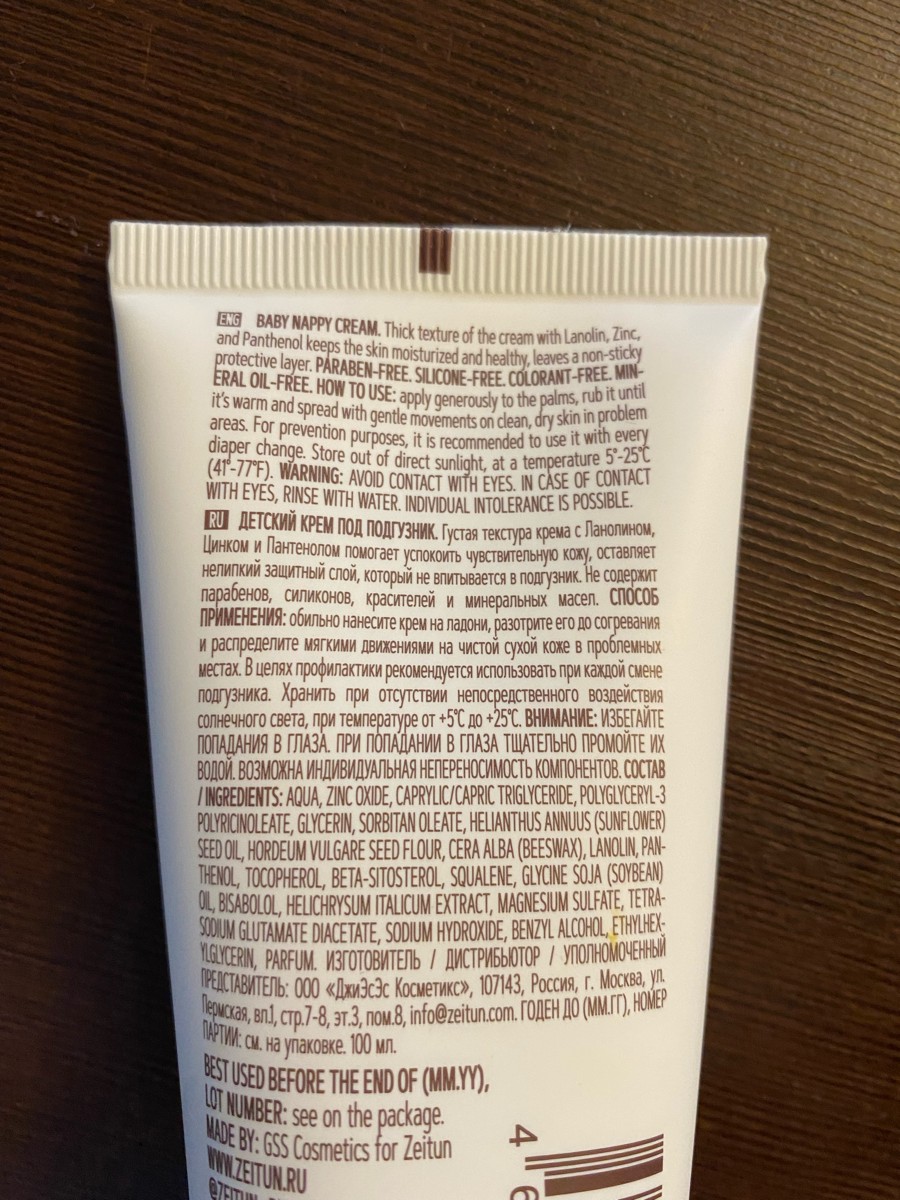 ENG BABY NAPPY CREAM. Thick texture of the cream with Lanolin, Zinc,
and Panthenol keeps the skin moisturized and healthy, leaves a non-sticky
protective layer. PARABEN-FREE. SILICONE-FREE. COLORANT-FREE. MIN-
ERAL OIL-FREE. HOW TO USE: apply generously to the palms, rub it until
it's warm and spread with gentle movements on clean, dry skin in problem
areas. For prevention purposes, it is recommended to use it with every
diaper change. Store out of direct sunlight, at a temperature 5°-25°C
(41°-77°F). WARNING: AVOID CONTACT WITH EYES. IN CASE OF CONTACT
WITH EYES, RINSE WITH WATER. INDIVIDUAL INTOLERANCE IS POSSIBLE.
RU ДЕТСКИЙ КРЕМ ПОД ПОДГУЗНИК. Густая текстура крема с Ланолином,
Цинком и Пантенолом помогает успокоить чувствительную кожу, оставляет
нелипкий защитный слой, который не впитывается в подгузник. Не содержит
парабенов, силиконов, красителей и минеральных масел. СПОСОБ
ПРИМЕНЕНИЯ: обильно нанесите крем на ладони, разотрите его до согревания
и распределите мягкими движениями на чистой сухой коже в проблемных
местах. В целях профилактики рекомендуется использовать при каждой смене
подгузника. Хранить при отсутствии непосредственного воздействия
солнечного света, при температуре от +5°C до +25°C. ВНИМАНИЕ: ИЗБЕГАЙТЕ
ПОПАДАНИЯ В ГЛАЗА. ПРИ ПОПАДАНИИ В ГЛАЗА ТЩАТЕЛЬНО ПРОМОЙТЕ ИХ
ВОДОЙ. ВОЗМОЖНА ИНДИВИДУАЛЬНАЯ НЕПЕРЕНОСИМОСТЬ КОМПОНЕНТОВ. СОСТАВ
/ INGREDIENTS: AQUA, ZINC OXIDE, CAPRYLIC/CAPRIC TRIGLYCERIDE, POLYGLYCERYL-3
POLYRICINOLEATE, GLYCERIN, SORBITAN OLEATE, HELIANTHUS ANNUUS (SUNFLOWER)
SEED OIL, HORDEUM VULGARE SEED FLOUR, CERA ALBA (BEESWAX), LANOLIN, PAN-
THENOL, TOCOPHEROL, BETA-SITOSTEROL, SQUALENE, GLYCINE SOJA (SOYBEAN)
OIL, BISABOLOL, HELICHRYSUM ITALICUM EXTRACT, MAGNESIUM SULFATE, TETRA-
SODIUM GLUTAMATE DIACETATE, SODIUM HYDROXIDE, BENZYL ALCOHOL, ETHYLHEX-
YLGLYCERIN, PARFUM. ИЗГОТОВИТЕЛЬ / ДИСТРИБЬЮТОР / УПОЛНОМОЧЕННЫЙ
ПРЕДСТАВИТЕЛЬ: ООО «ДжиЭсЭс Косметикс», 107143, Россия, г. Москва, ул.
Пермская, вл.1, стр.7-8, эт.3, пом.8, info@zeitun.com. ГОДЕН ДО (ММ.ГГ), НОМЕР
ПАРТИИ: см. на упаковке. 100 мл.
BEST USED BEFORE THE END OF (MM.YY),
LOT NUMBER: see on the package.
MADE BY: GSS Cosmetics for Zeitun
WWW.ZEITUN.RU
4 6